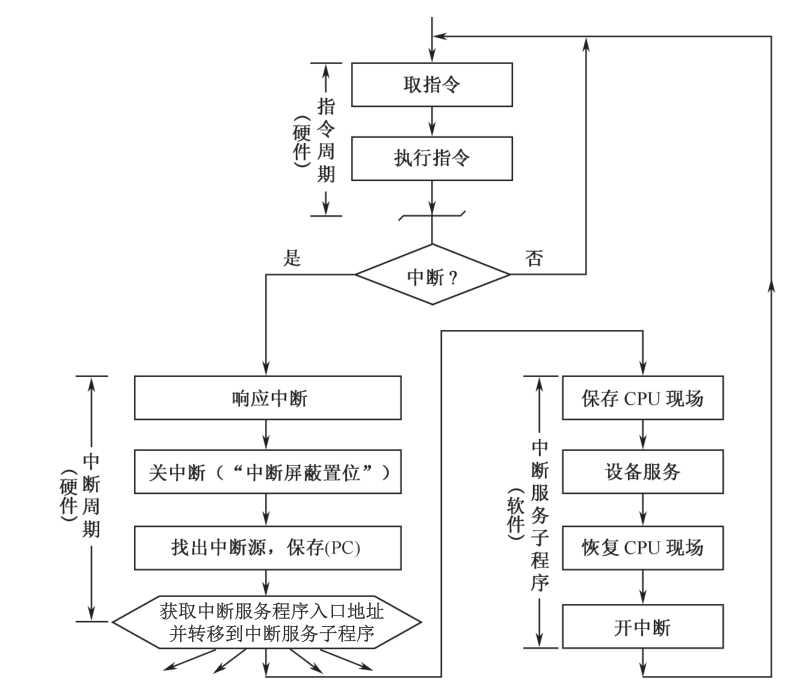 取指令
指令周期
（硬件）
执行指令
中断？
是
否
响应中断
关中断（“中断屏蔽置位”）
找出中断源，保存(PC)
获取中断服务程序入口地址
并转移到中断服务子程序
中断周期
（硬件）
保存 CPU 现场
设备服务
恢复 CPU 现场
开中断
中断服务子程序
（软件）